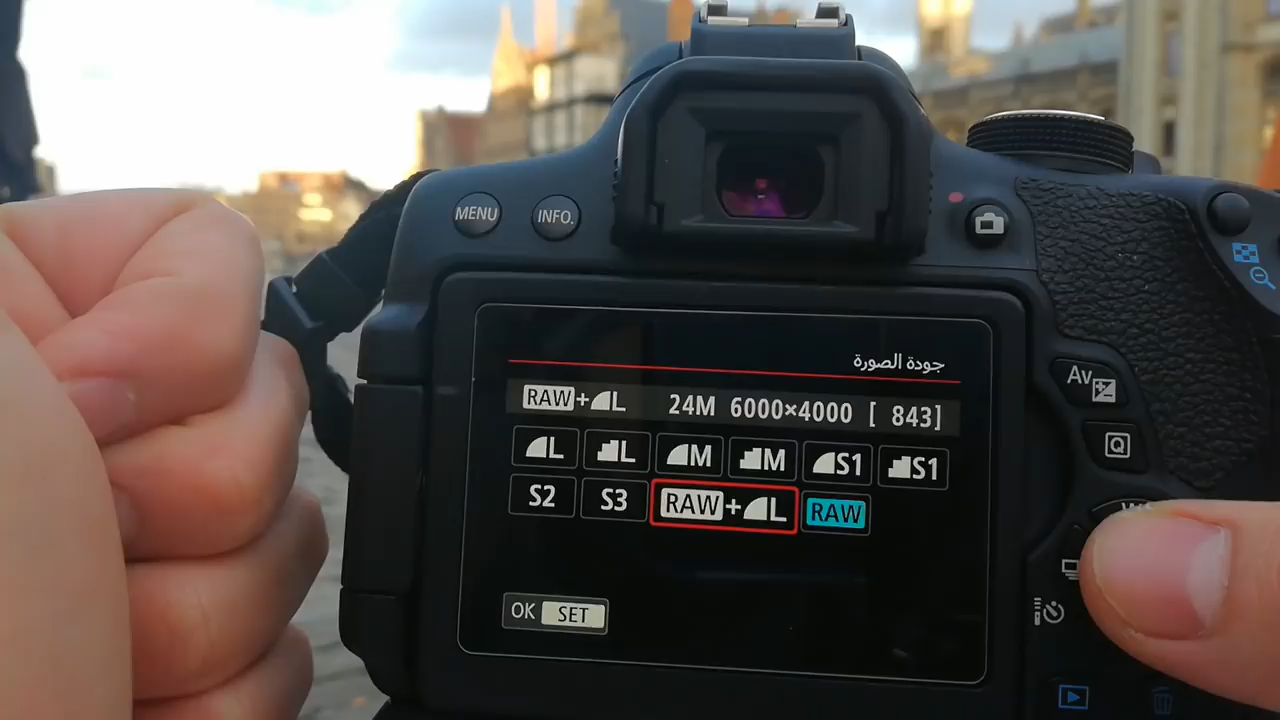 MENU INFO.
جودة الصورة
RAW+L 24M 6000×4000 [ 843]
L L M M S1 S1
S2 S3 RAW+L RAW
OK SET
Av
Q